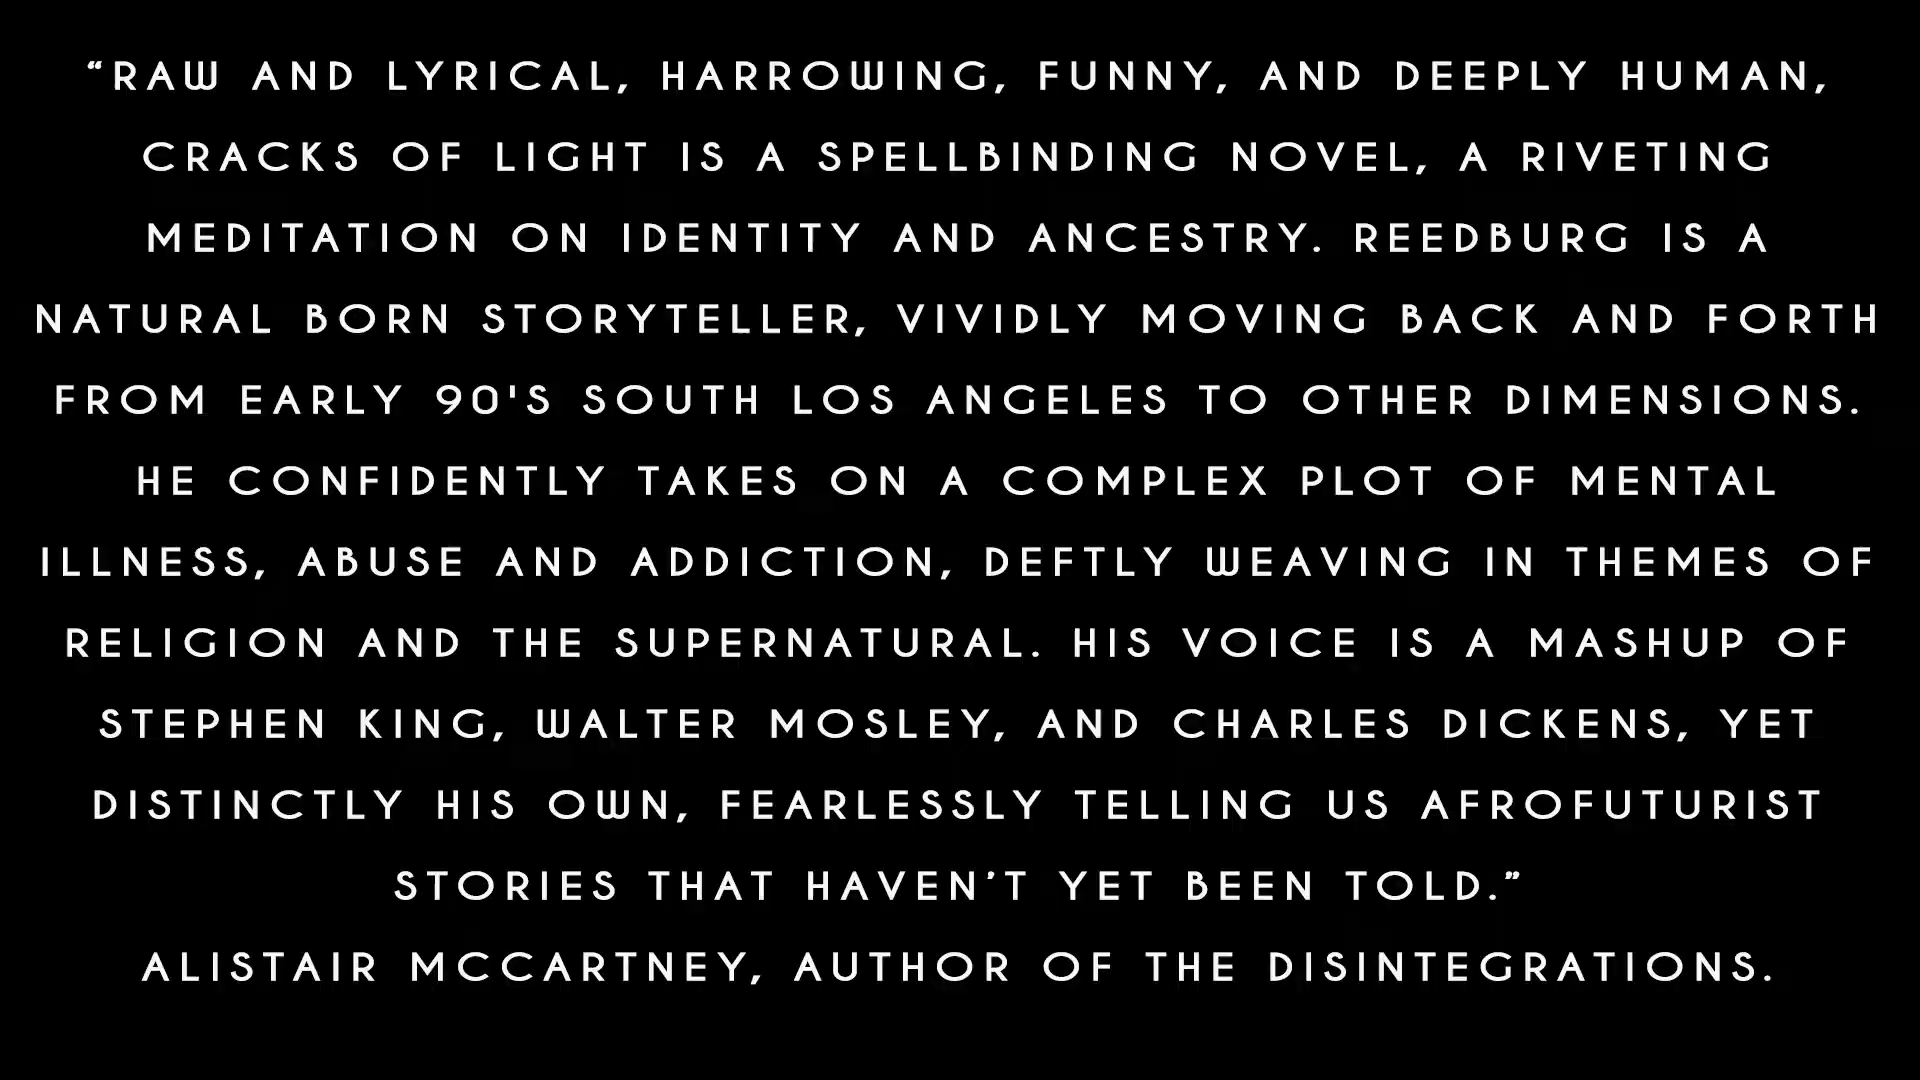 “RAW AND LYRICAL, HARROWING, FUNNY, AND DEEPLY HUMAN,
CRACKS OF LIGHT IS A SPELLBINDING NOVEL, A RIVETING
MEDITATION ON IDENTITY AND ANCESTRY. REEDBURG IS A
NATURAL BORN STORYTELLER, VIVIDLY MOVING BACK AND FORTH
FROM EARLY 90'S SOUTH LOS ANGELES TO OTHER DIMENSIONS.
HE CONFIDENTLY TAKES ON A COMPLEX PLOT OF MENTAL
ILLNESS, ABUSE AND ADDICTION, DEFTLY WEAVING IN THEMES OF
RELIGION AND THE SUPERNATURAL. HIS VOICE IS A MASHUP OF
STEPHEN KING, WALTER MOSLEY, AND CHARLES DICKENS, YET
DISTINCTLY HIS OWN, FEARLESSLY TELLING US AFROFUTURIST
STORIES THAT HAVEN’T YET BEEN TOLD.”
ALISTAIR MCCARTNEY, AUTHOR OF THE DISINTEGRATIONS.